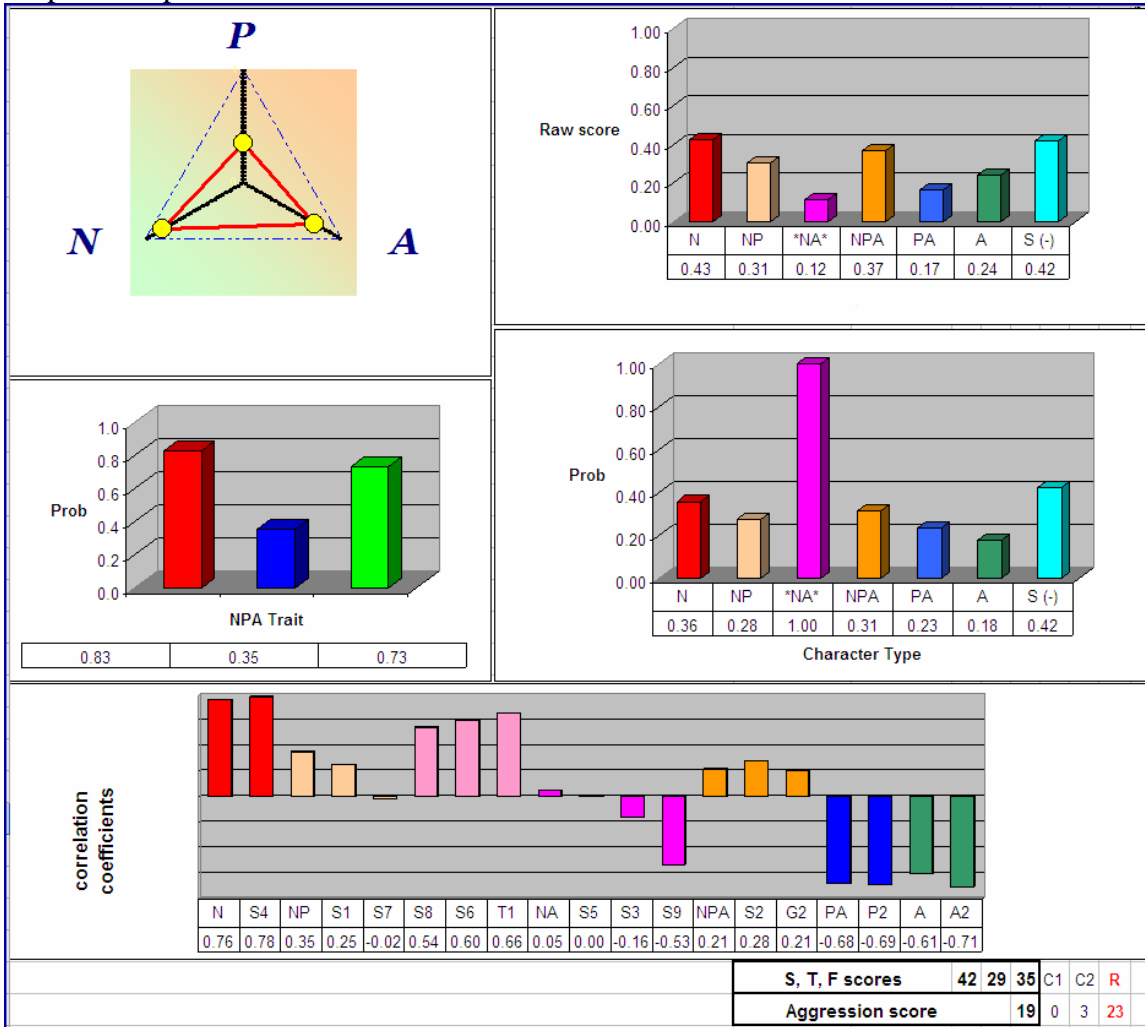 P
N A
1.00
0.80
0.60
0.40
0.20
0.00
Raw score
N NP *NA* NPA PA A S (-)
0.43 0.31 0.12 0.37 0.17 0.24 0.42
1.0
0.8
0.6
0.4
0.2
0.0
Prob
NPA Trait
0.83 0.35 0.73
1.00
0.80
0.60
0.40
0.20
0.00
Prob
N NP *NA* NPA PA A S (-)
0.36 0.28 1.00 0.31 0.23 0.18 0.42
Character Type
correlation
coefficients
N S4 NP S1 S7 S8 S6 T1 NA S5 S3 S9 NPA S2 G2 PA P2 A A2
0.76 0.78 0.35 0.25 -0.02 0.54 0.60 0.66 0.05 0.00 -0.16 -0.53 0.21 0.28 0.21 -0.68 -0.69 -0.61 -0.71
S, T, F scores 42 29 35 C1 C2 R
Aggression score 19 0 3 23